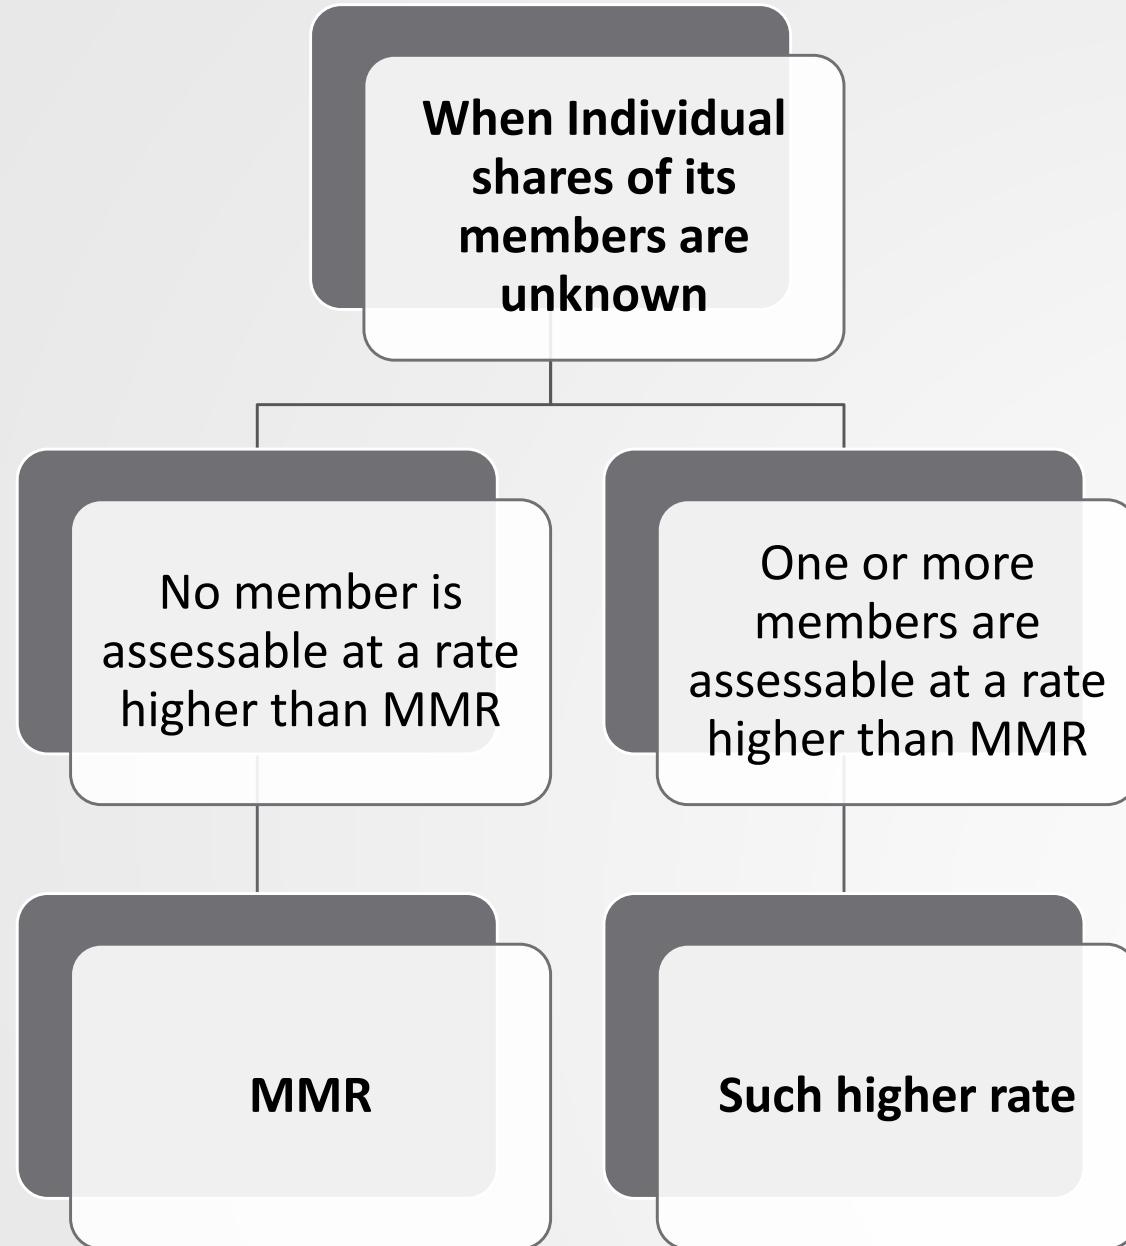 When Individual
shares of its
members are
unknown
No member is
assessable at a rate
higher than MMR
One or more
members are
assessable at a rate
higher than MMR
MMR
Such higher rate